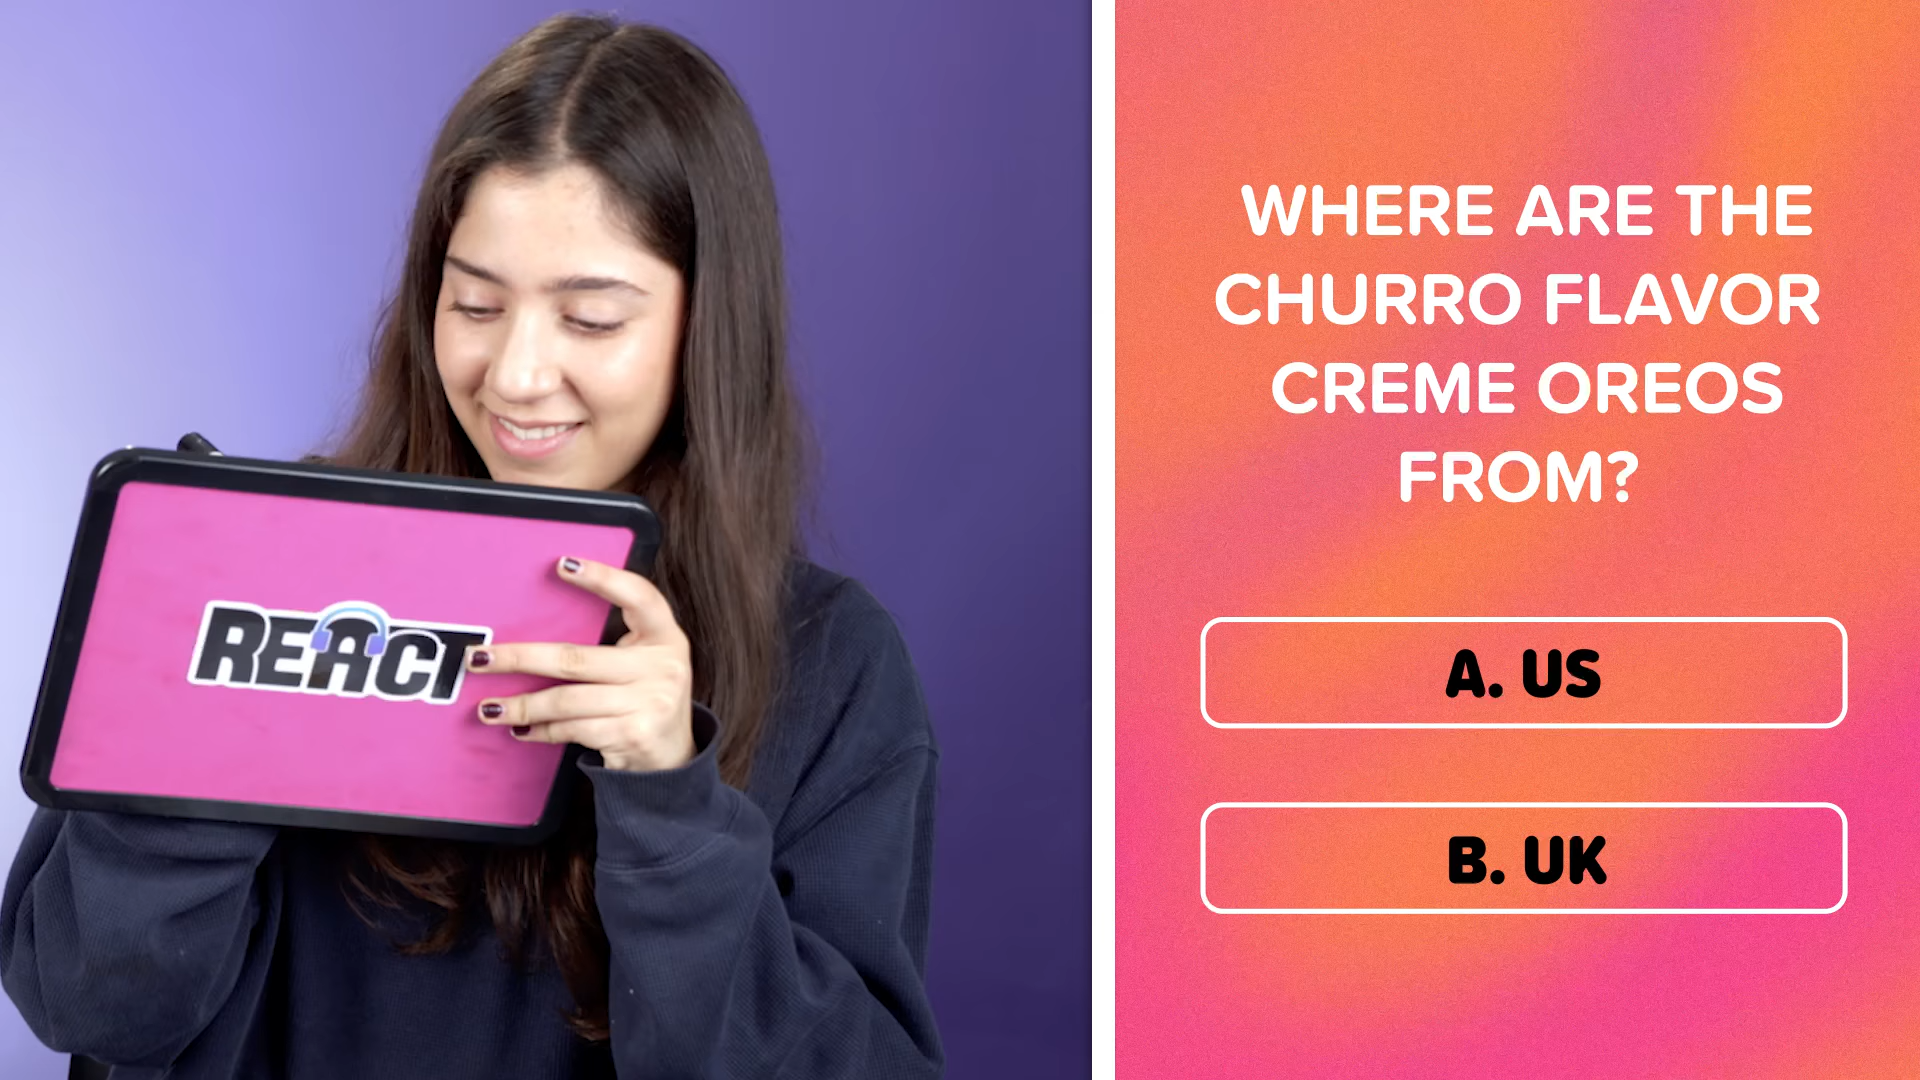 REACT
WHERE ARE THE
CHURRO FLAVOR
CREME OREOS
FROM?
A. US
B. UK